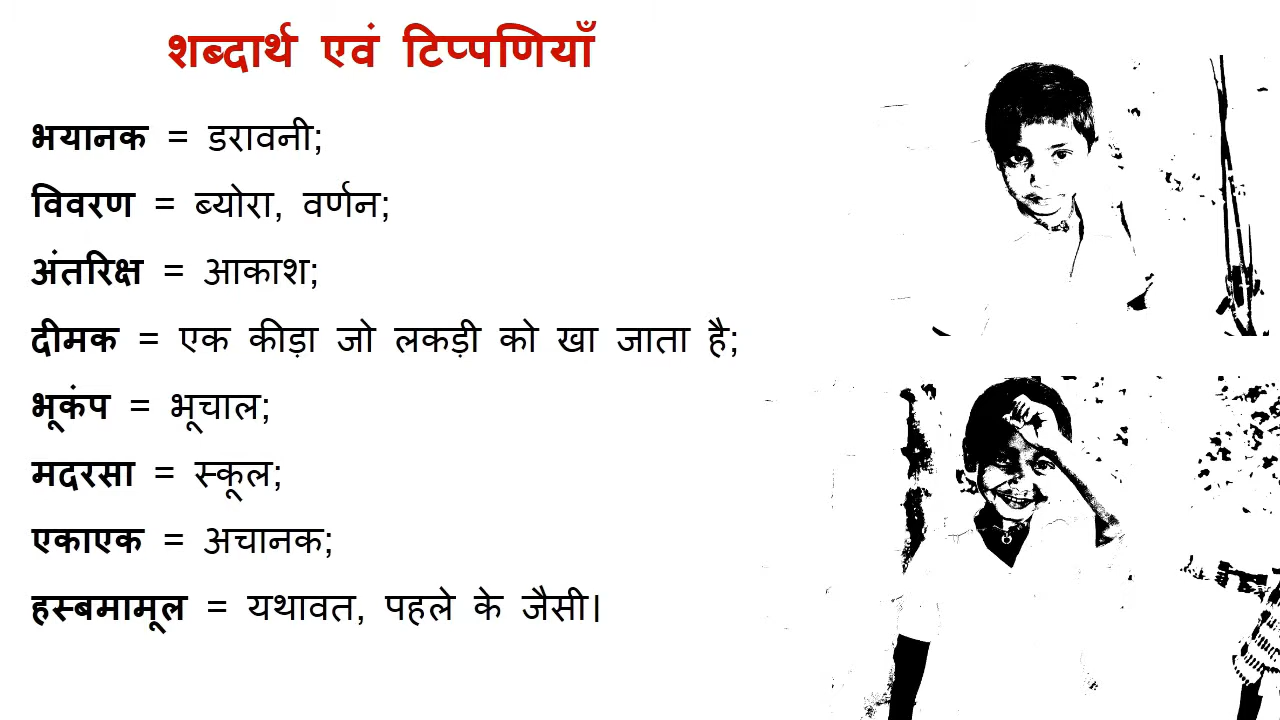 शब्दार्थ एवं टिप्पणियाँ
भयानक = डरावनी;
विवरण = ब्योरा, वर्णन;
अंतरिक्ष = आकाश;
दीमक = एक कीड़ा जो लकड़ी को खा जाता है;
भूकंप = भूचाल;
मदरसा = स्कूल;
एकाएक = अचानक;
हस्बमामूल = यथावत, पहले के जैसी।